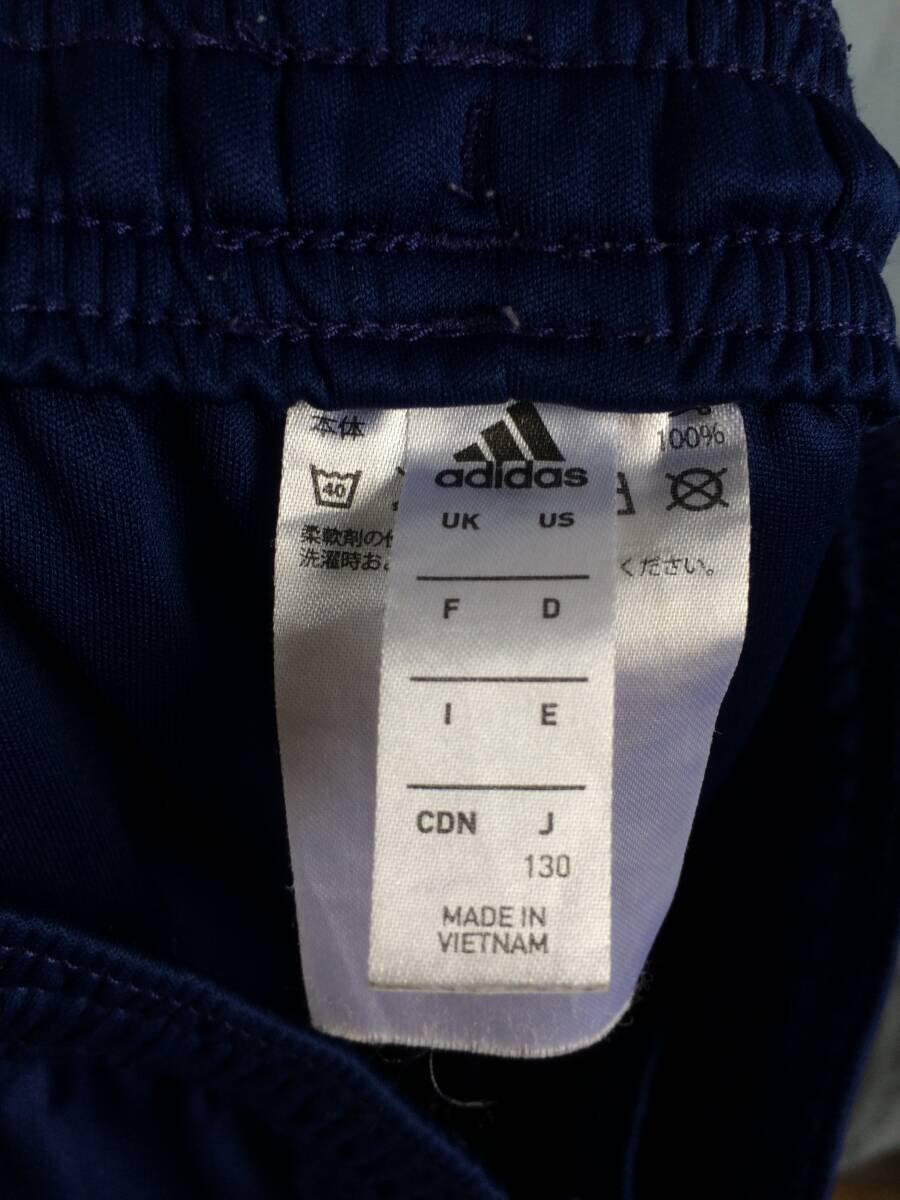 本体
100%
40
柔軟剤の
洗濯時お
ください。
adidas
UK US
F D
I E
CDN J
130
MADE IN
VIETNAM